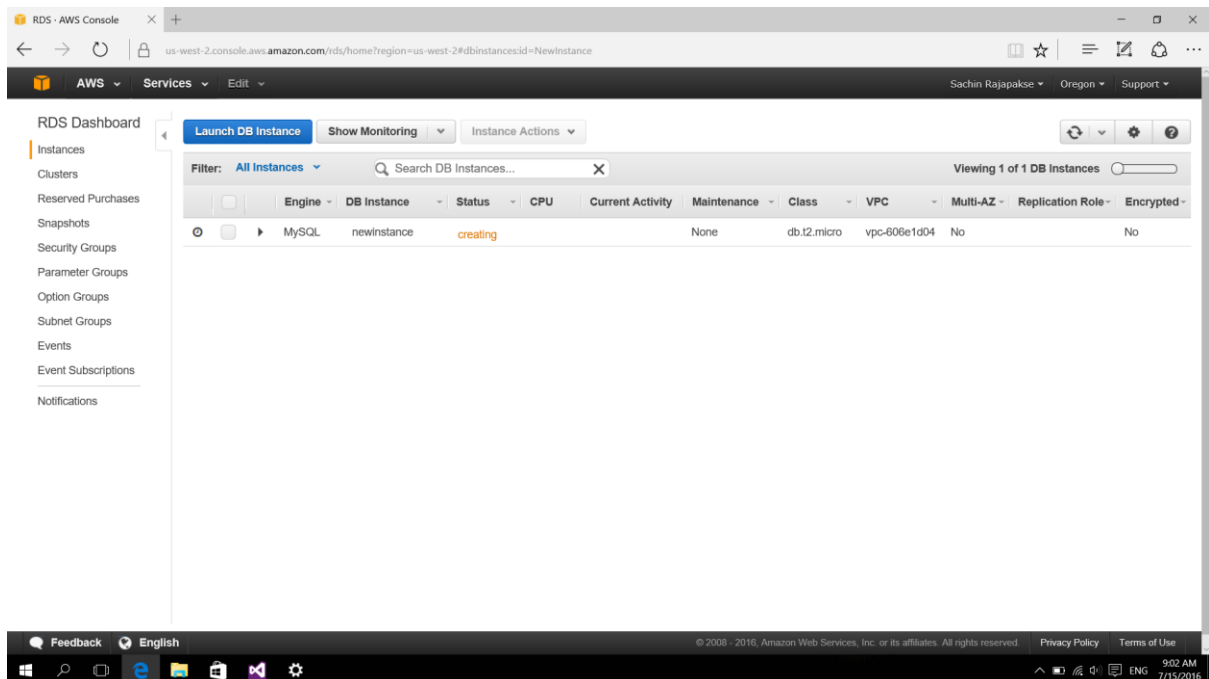 RDS · AWS Console
us-west-2.console.aws.amazon.com/rds/home?region=us-west-2#dbinstances:id=NewInstance
AWS Services Edit Sachin Rajapakse Oregon Support
RDS Dashboard
Instances
Clusters
Reserved Purchases
Snapshots
Security Groups
Parameter Groups
Option Groups
Subnet Groups
Events
Event Subscriptions
Notifications
Launch DB Instance Show Monitoring Instance Actions
Filter: All Instances Search DB Instances... Viewing 1 of 1 DB Instances
Engine DB Instance Status CPU Current Activity Maintenance Class VPC Multi-AZ Replication Role Encrypted
MySQL newinstance creating None db.t2.micro vpc-606e1d04 No No
Feedback English © 2008 - 2016, Amazon Web Services, Inc. or its affiliates. All rights reserved. Privacy Policy Terms of Use
ENG 9:02 AM
7/15/2016